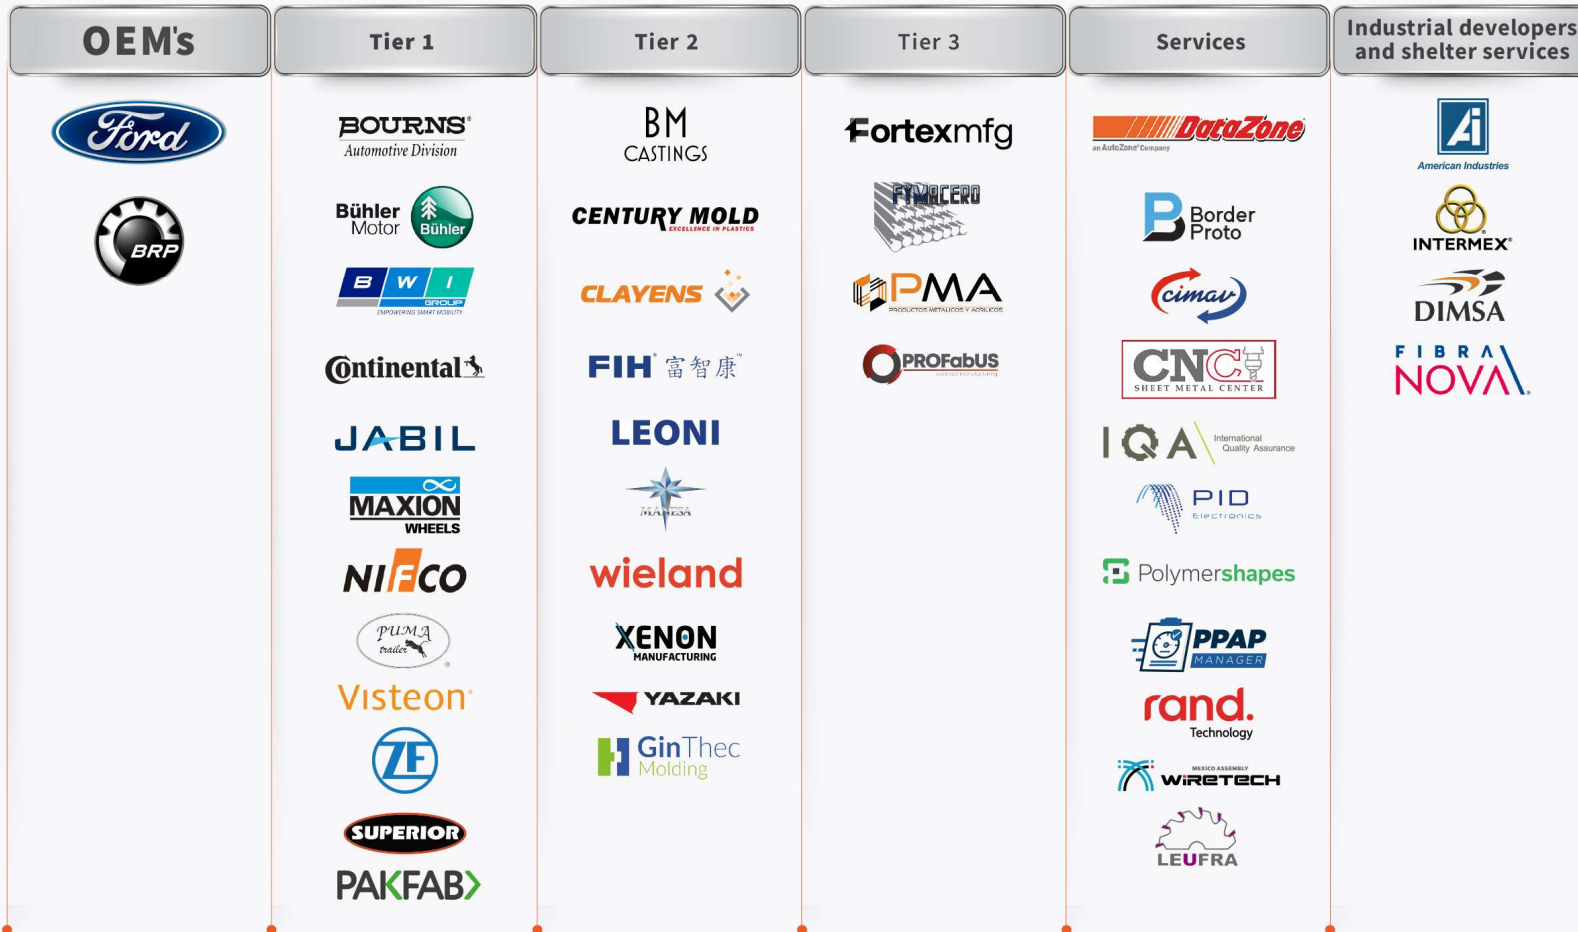 OEM's
Ford
BRP
Tier 1
BOURNS®
Automotive Division
Bühler
Motor
Bühler
BWI
GROUP
EMPOWERING SMART MOBILITY
Continental
JABIL
MAXION
WHEELS
NIFCO
PUMA
trailer
®
Visteon®
ZF
SUPERIOR
PAKFAB
Tier 2
BM
CASTINGS
CENTURY MOLD
EXCELLENCE IN PLASTICS
CLAYENS
FIH® 富智康™
LEONI
MANESA
wieland
XENON
MANUFACTURING
YAZAKI
GinThec
Molding
Tier 3
Fortexmfg
FYMACERO
PMA
PRODUCTOS METALICOS Y ACRILICOS
PROFabUS
contract manufacturing
Services
DataZone
an AutoZone® Company
Border
Proto
cimav
CNC
SHEET METAL CENTER
IQA
International
Quality Assurance
PID
Electronics
Polymershapes
PPAP
MANAGER
rand.
Technology
MEXICO ASSEMBLY
WIRETECH
LEUFRA
Industrial developers
and shelter services
Ai
American Industries
INTERMEX®
DIMSA
FIBRA
NOVA®